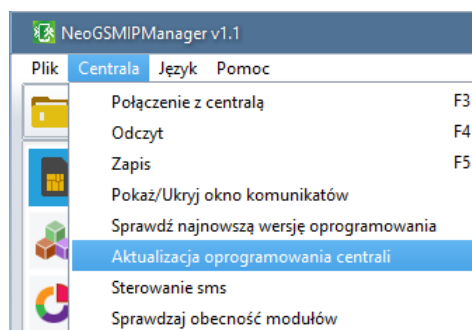 NeoGSMIPManager v1.1
Plik Centrala Język Pomoc
Połączenie z centralą F3
Odczyt F4
Zapis F5
Pokaż/Ukryj okno komunikatów
Sprawdź najnowszą wersję oprogramowania
Aktualizacja oprogramowania centrali
Sterowanie sms
Sprawdzaj obecność modułów